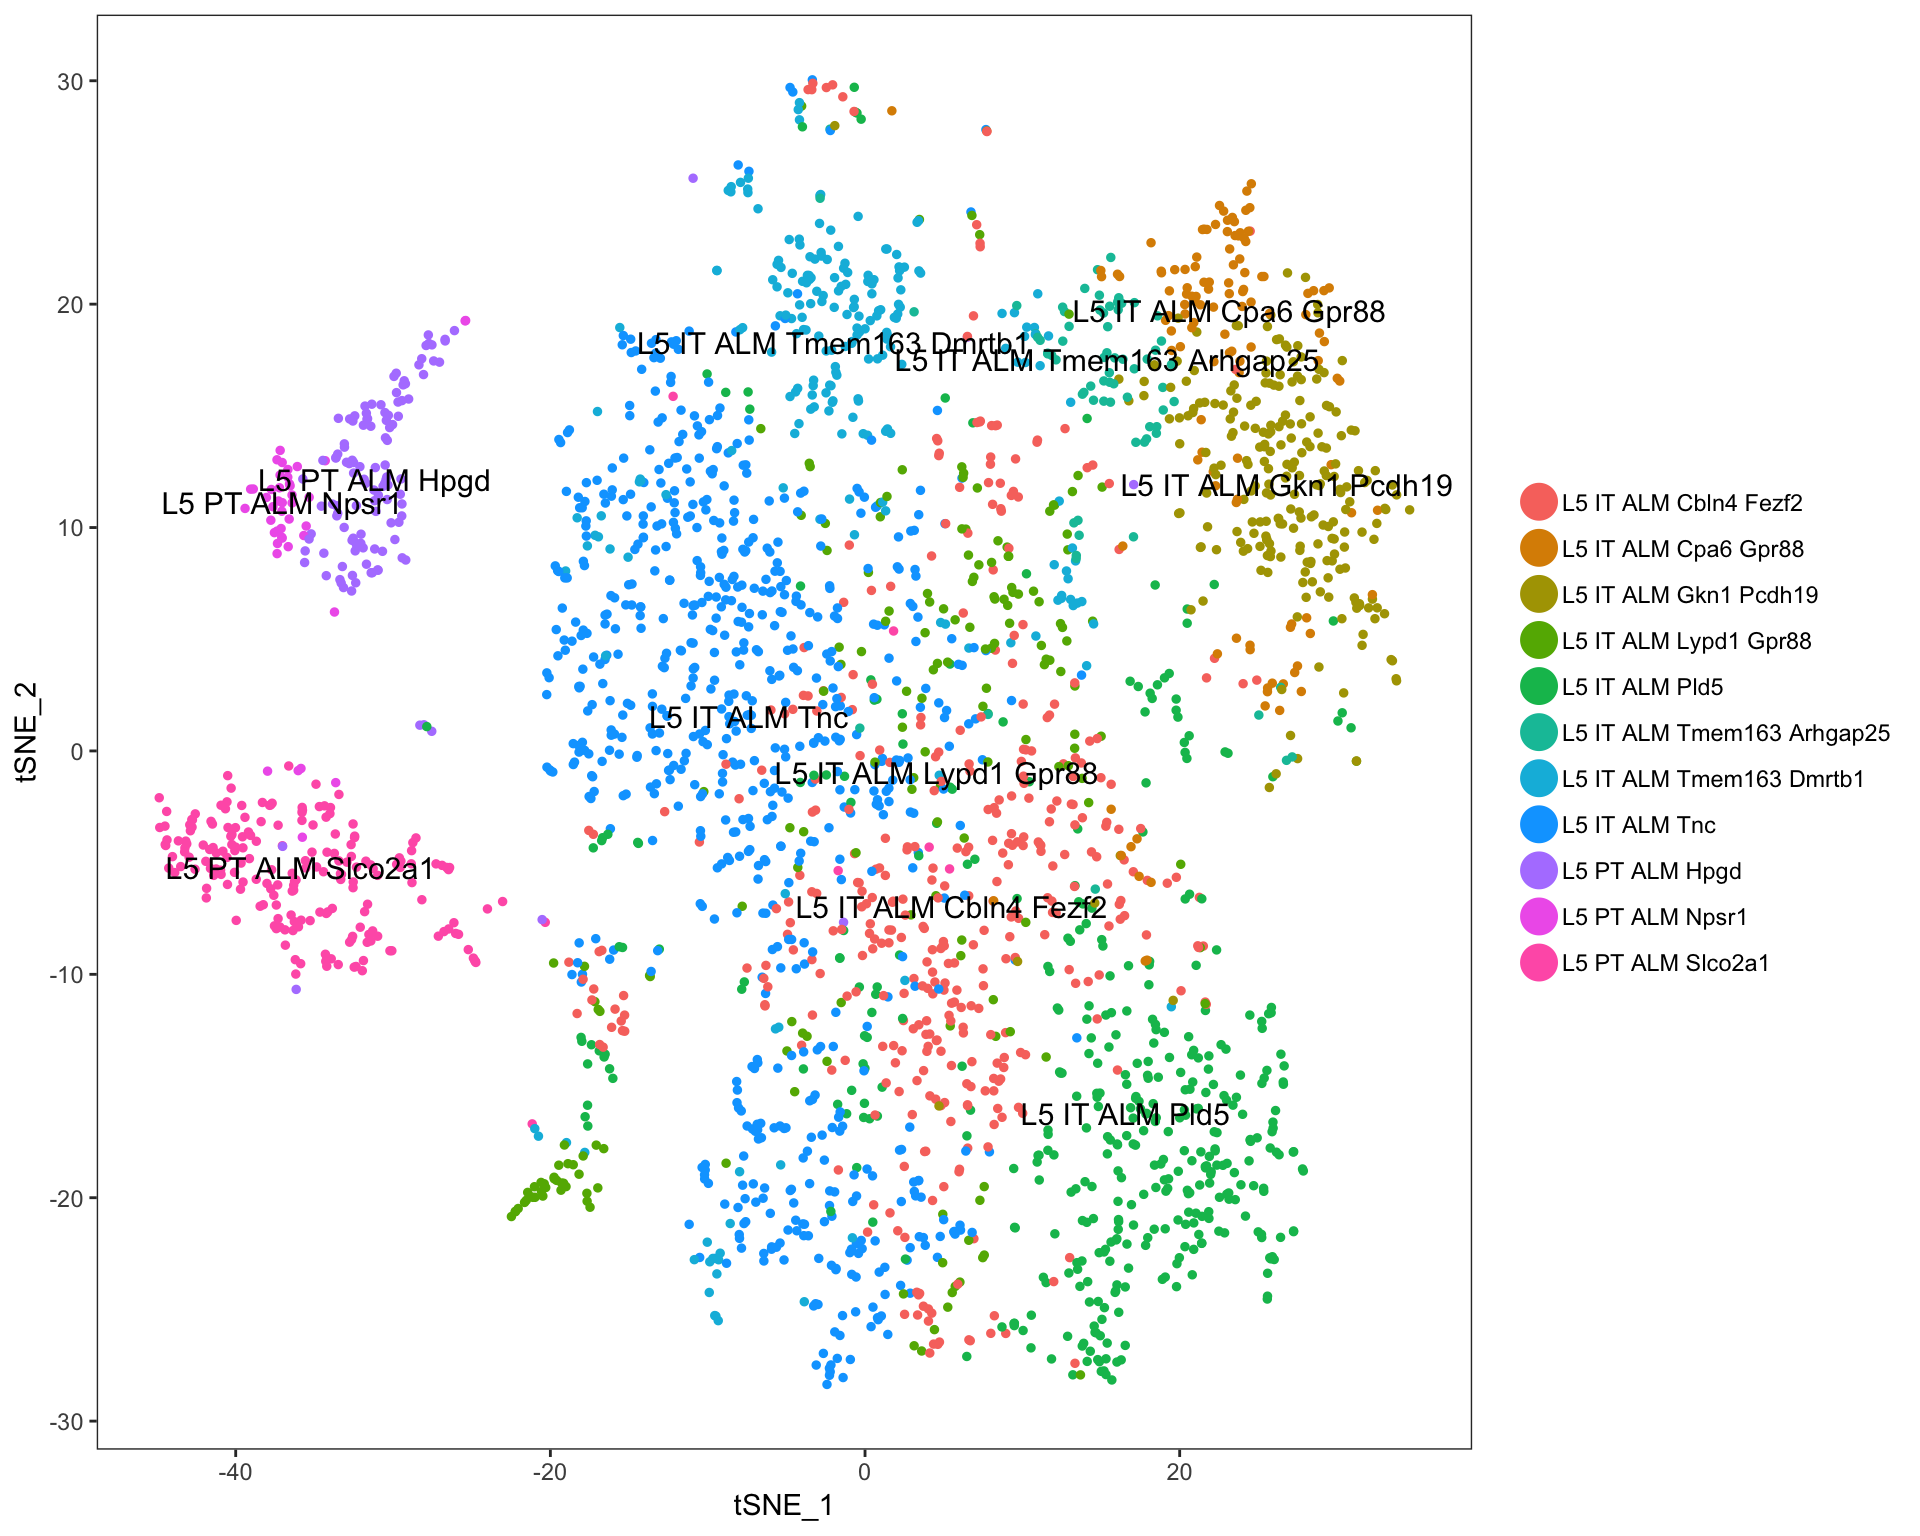 30
20
10
0
-10
-20
-30
-40
-20
0
20
tSNE_1
tSNE_2
L5 IT ALM Cpa6 Gpr88
L5 IT ALM Tmem163 Dmrtb1
L5 IT ALM Tmem163 Arhgap25
L5 PT ALM Hpgd
L5 PT ALM Npsr1
L5 IT ALM Gkn1 Pcdh19
L5 IT ALM Tnc
L5 IT ALM Lypd1 Gpr88
L5 PT ALM Slco2a1
L5 IT ALM Cbln4 Fezf2
L5 IT ALM Pld5
L5 IT ALM Cbln4 Fezf2
L5 IT ALM Cpa6 Gpr88
L5 IT ALM Gkn1 Pcdh19
L5 IT ALM Lypd1 Gpr88
L5 IT ALM Pld5
L5 IT ALM Tmem163 Arhgap25
L5 IT ALM Tmem163 Dmrtb1
L5 IT ALM Tnc
L5 PT ALM Hpgd
L5 PT ALM Npsr1
L5 PT ALM Slco2a1